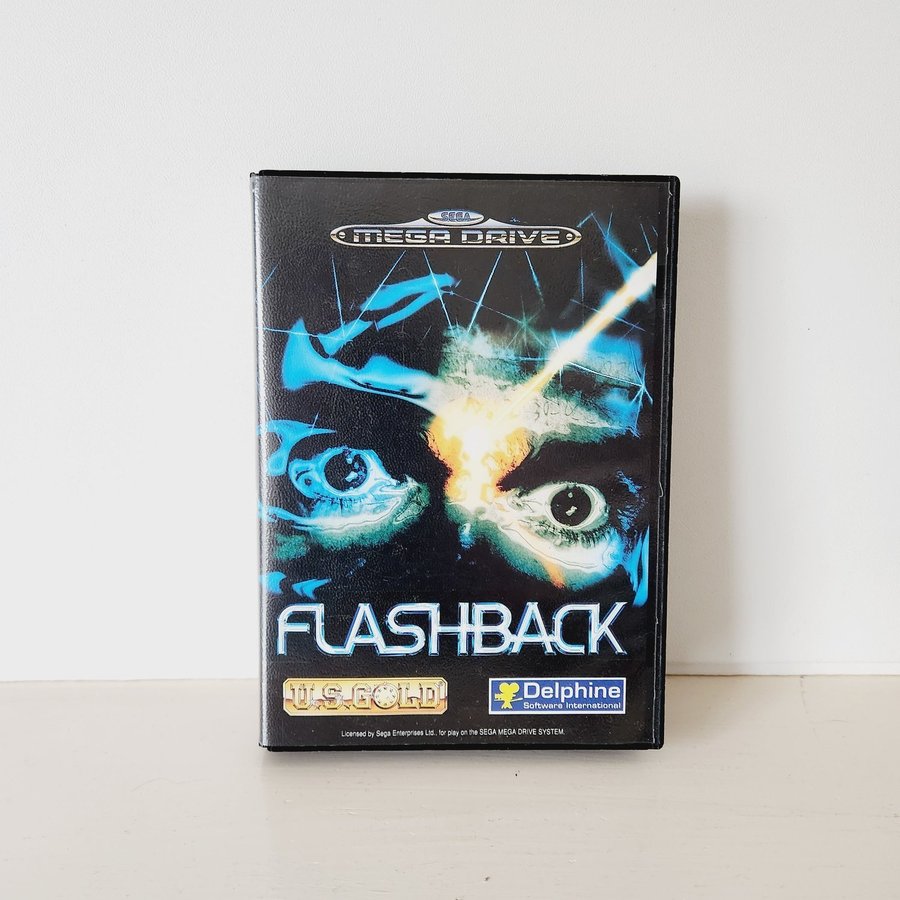 SEGA
MEGA DRIVE
FLASHBACK
U.S. GOLD
Delphine
Software International
Licensed by Sega Enterprises Ltd., for play on the SEGA MEGA DRIVE SYSTEM.